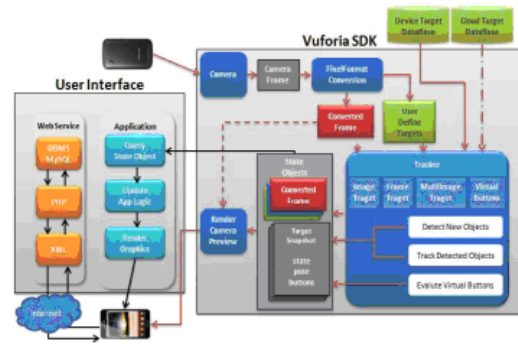 Device Target
DataBase
Cloud Target
DataBase
Vuforia SDK
User Interface
Camera
Camera
Frame
PixelFormat
Conversion
Web Service
Application
Converted
Frame
User
Define
Targets
DBMS
MySQL
Query
State Object
State
Objects
Tracker
Converted
Frame
Image
Traget
Frame
Traget
MultiImage
Traget
Virtual
Buttons
PHP
Update
App Logic
Render
Camera
Preview
Target
Snapshot
state
pose
buttons
Detect New Objects
Track Detected Objects
Evalute Virtual Buttons
XML
Render
Graphics
Internet